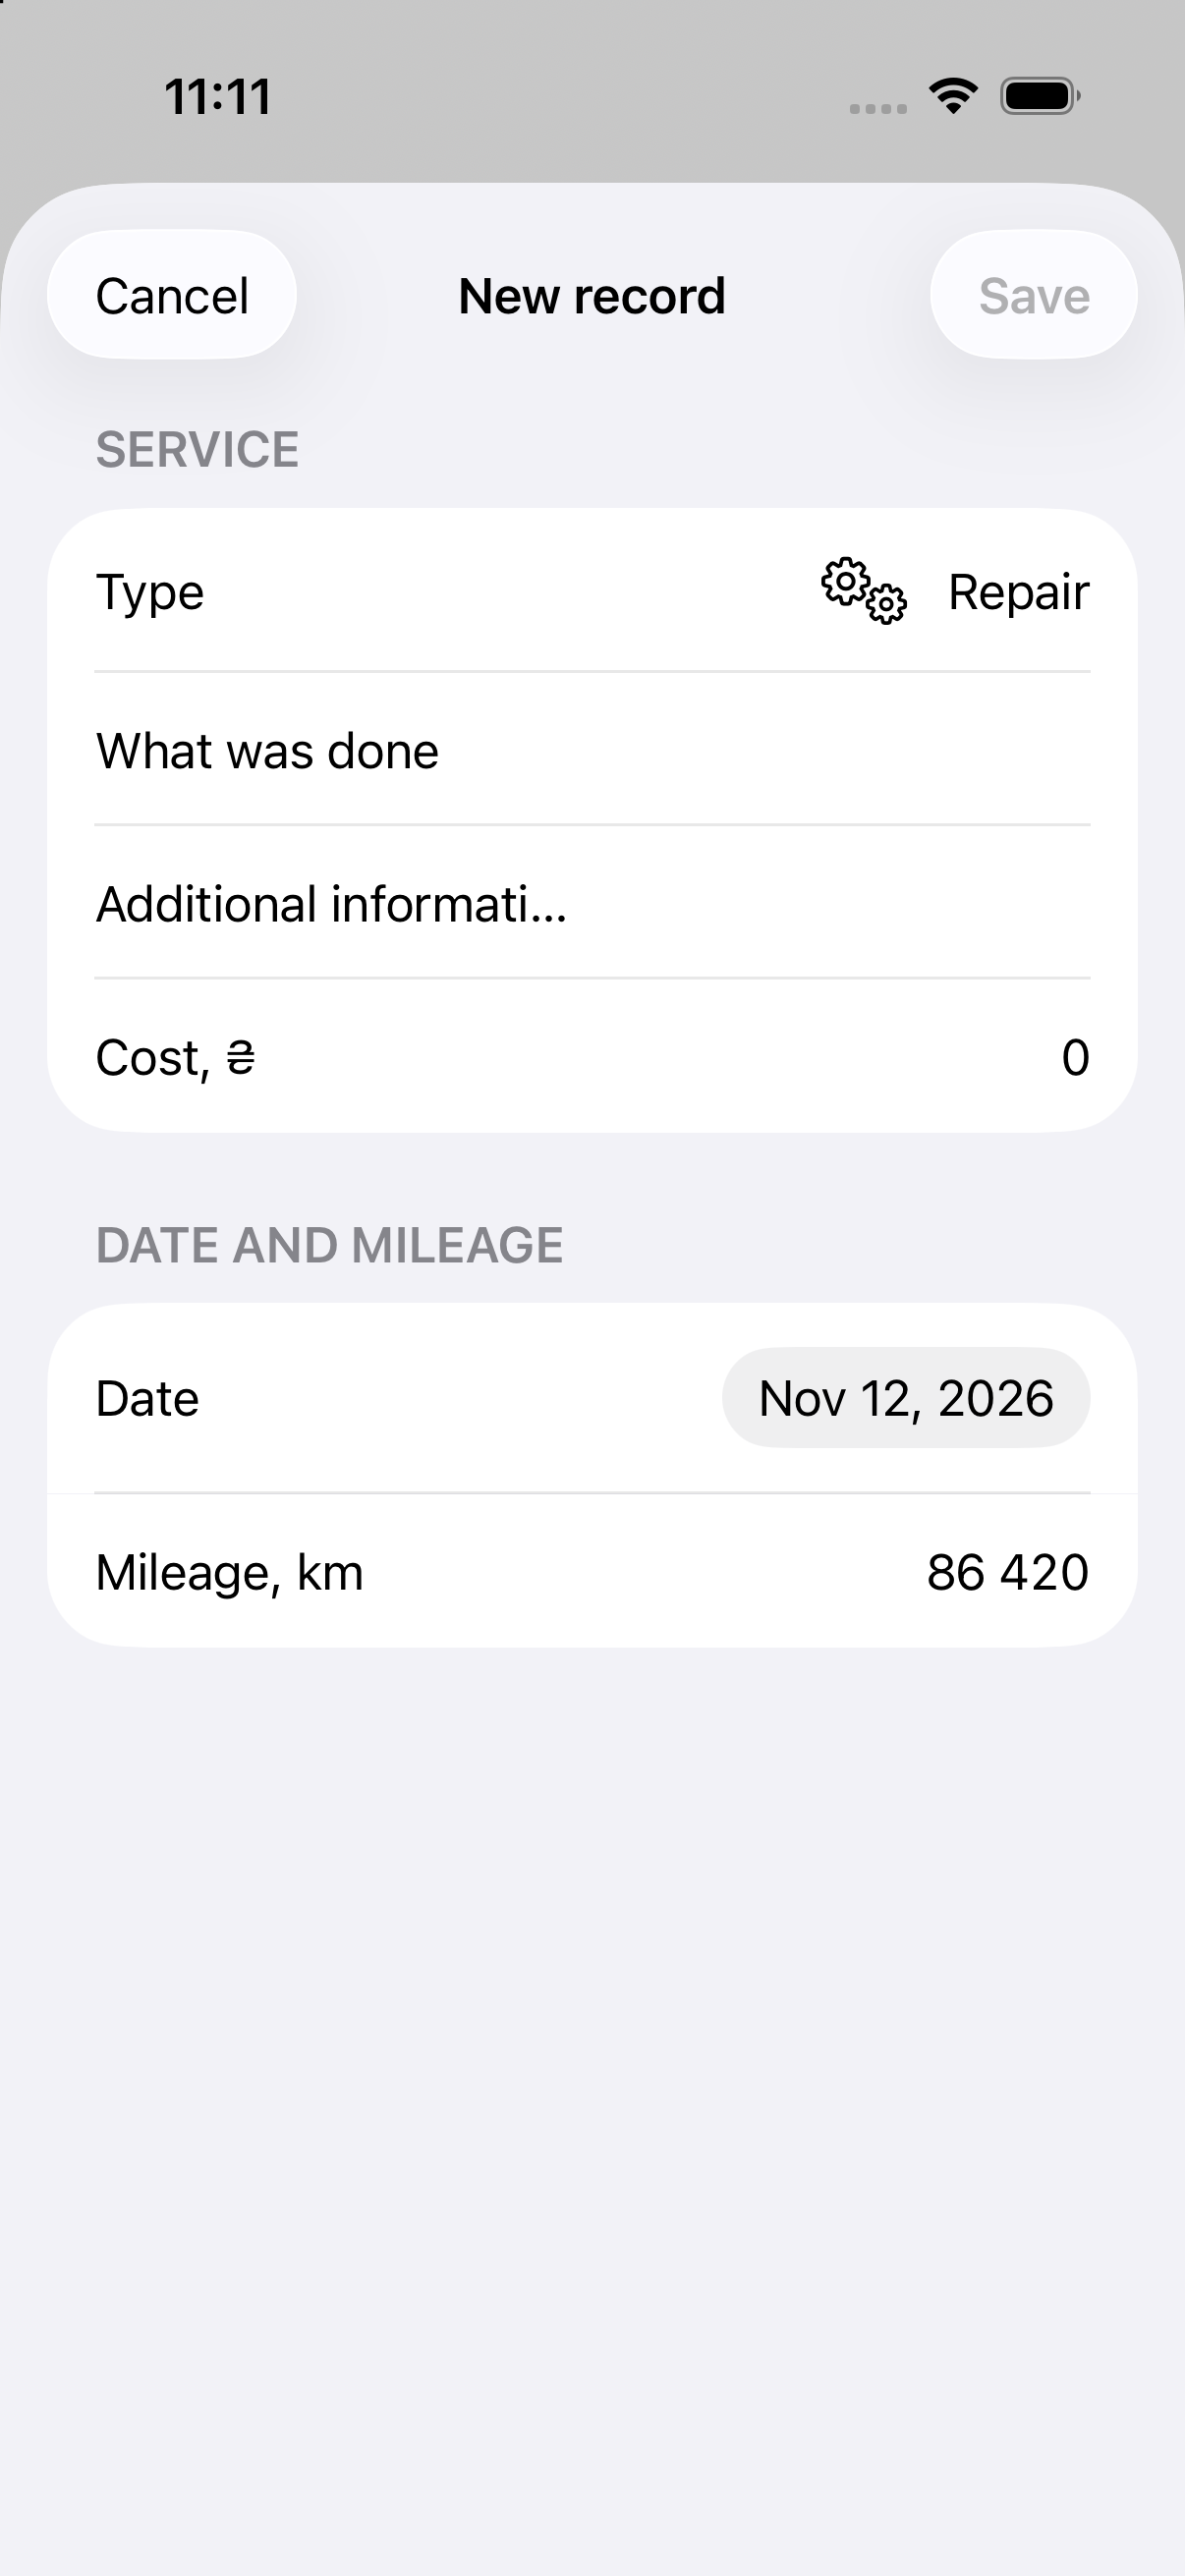 11:11
Cancel New record Save
SERVICE
Type Repair
What was done
Additional informati...
Cost, ₴ 0
DATE AND MILEAGE
Date Nov 12, 2026
Mileage, km 86 420